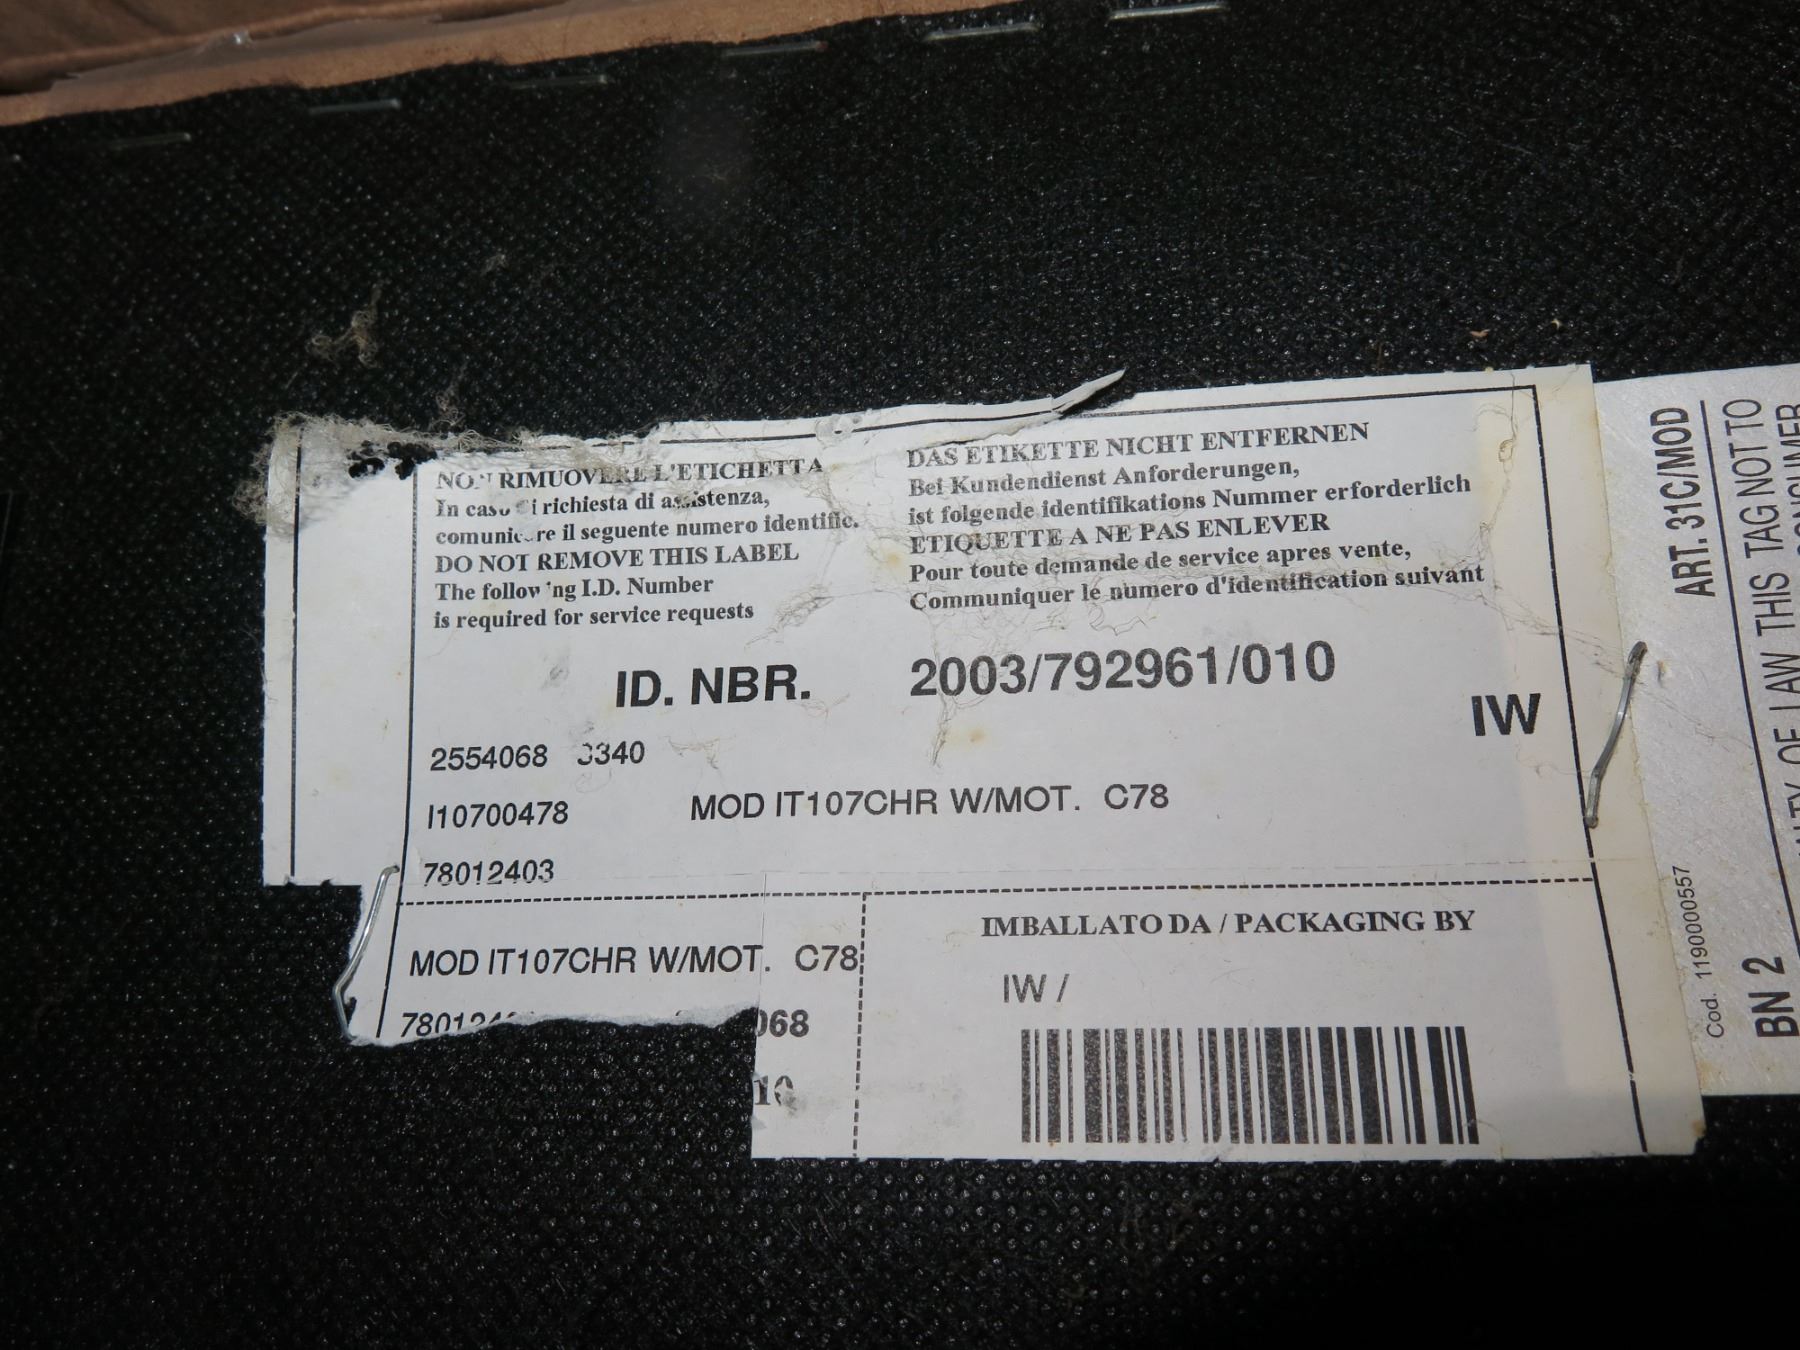 NON RIMUOVERE L'ETICHETTA
In caso di richiesta di assistenza,
comunicare il seguente numero identific.
DO NOT REMOVE THIS LABEL
The following I.D. Number
is required for service requests
DAS ETIKETTE NICHT ENTFERNEN
Bei Kundendienst Anforderungen,
ist folgende identifikations Nummer erforderlich
ETIQUETTE A NE PAS ENLEVER
Pour toute demande de service apres vente,
Communiquer le numero d'identification suivant
ID. NBR. 2003/792961/010
IW
2554068 3340
I10700478 MOD IT107CHR W/MOT. C78
78012403
MOD IT107CHR W/MOT. C78
068
IMBALLATO DA / PACKAGING BY
IW /
ART. 31C/MOD
THIS TAG NOT TO
OF LAW
Cod. 1190000557
BN 2